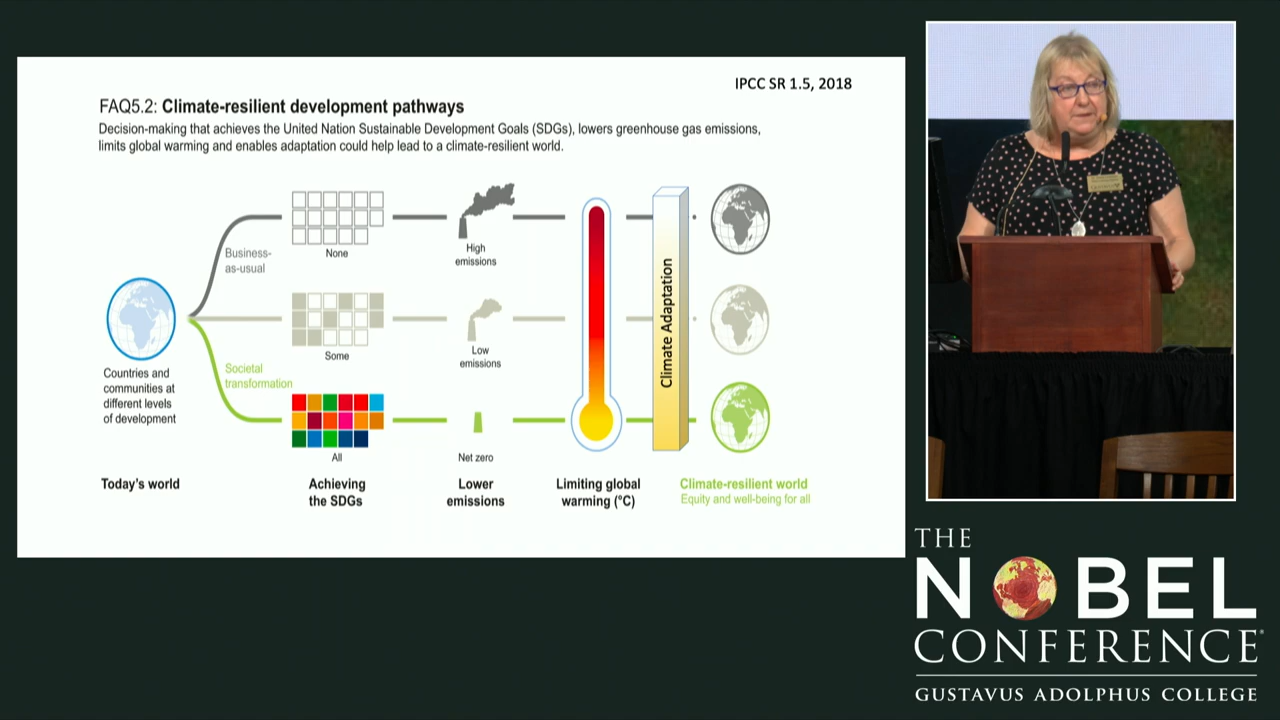 IPCC SR 1.5, 2018
FAQ5.2: Climate-resilient development pathways
Decision-making that achieves the United Nation Sustainable Development Goals (SDGs), lowers greenhouse gas emissions,
limits global warming and enables adaptation could help lead to a climate-resilient world.
Business-
as-usual
None
High
emissions
Some
Low
emissions
Climate Adaptation
Countries and
communities at
different levels
of development
Societal
transformation
All
Net zero
Today's world
Achieving
the SDGs
Lower
emissions
Limiting global
warming (°C)
Climate-resilient world
Equity and well-being for all
THE
NOBEL
CONFERENCE®
GUSTAVUS ADOLPHUS COLLEGE